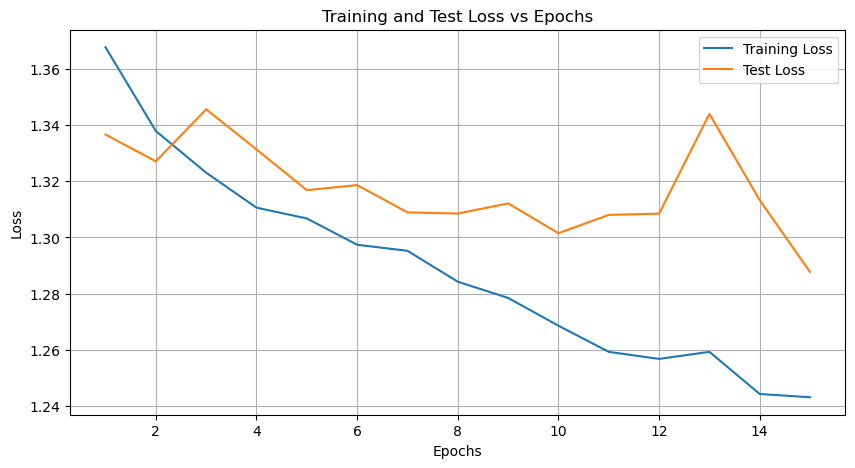 Training and Test Loss vs Epochs
Training Loss
Test Loss
Loss
1.36
1.34
1.32
1.30
1.28
1.26
1.24
2 4 6 8 10 12 14
Epochs